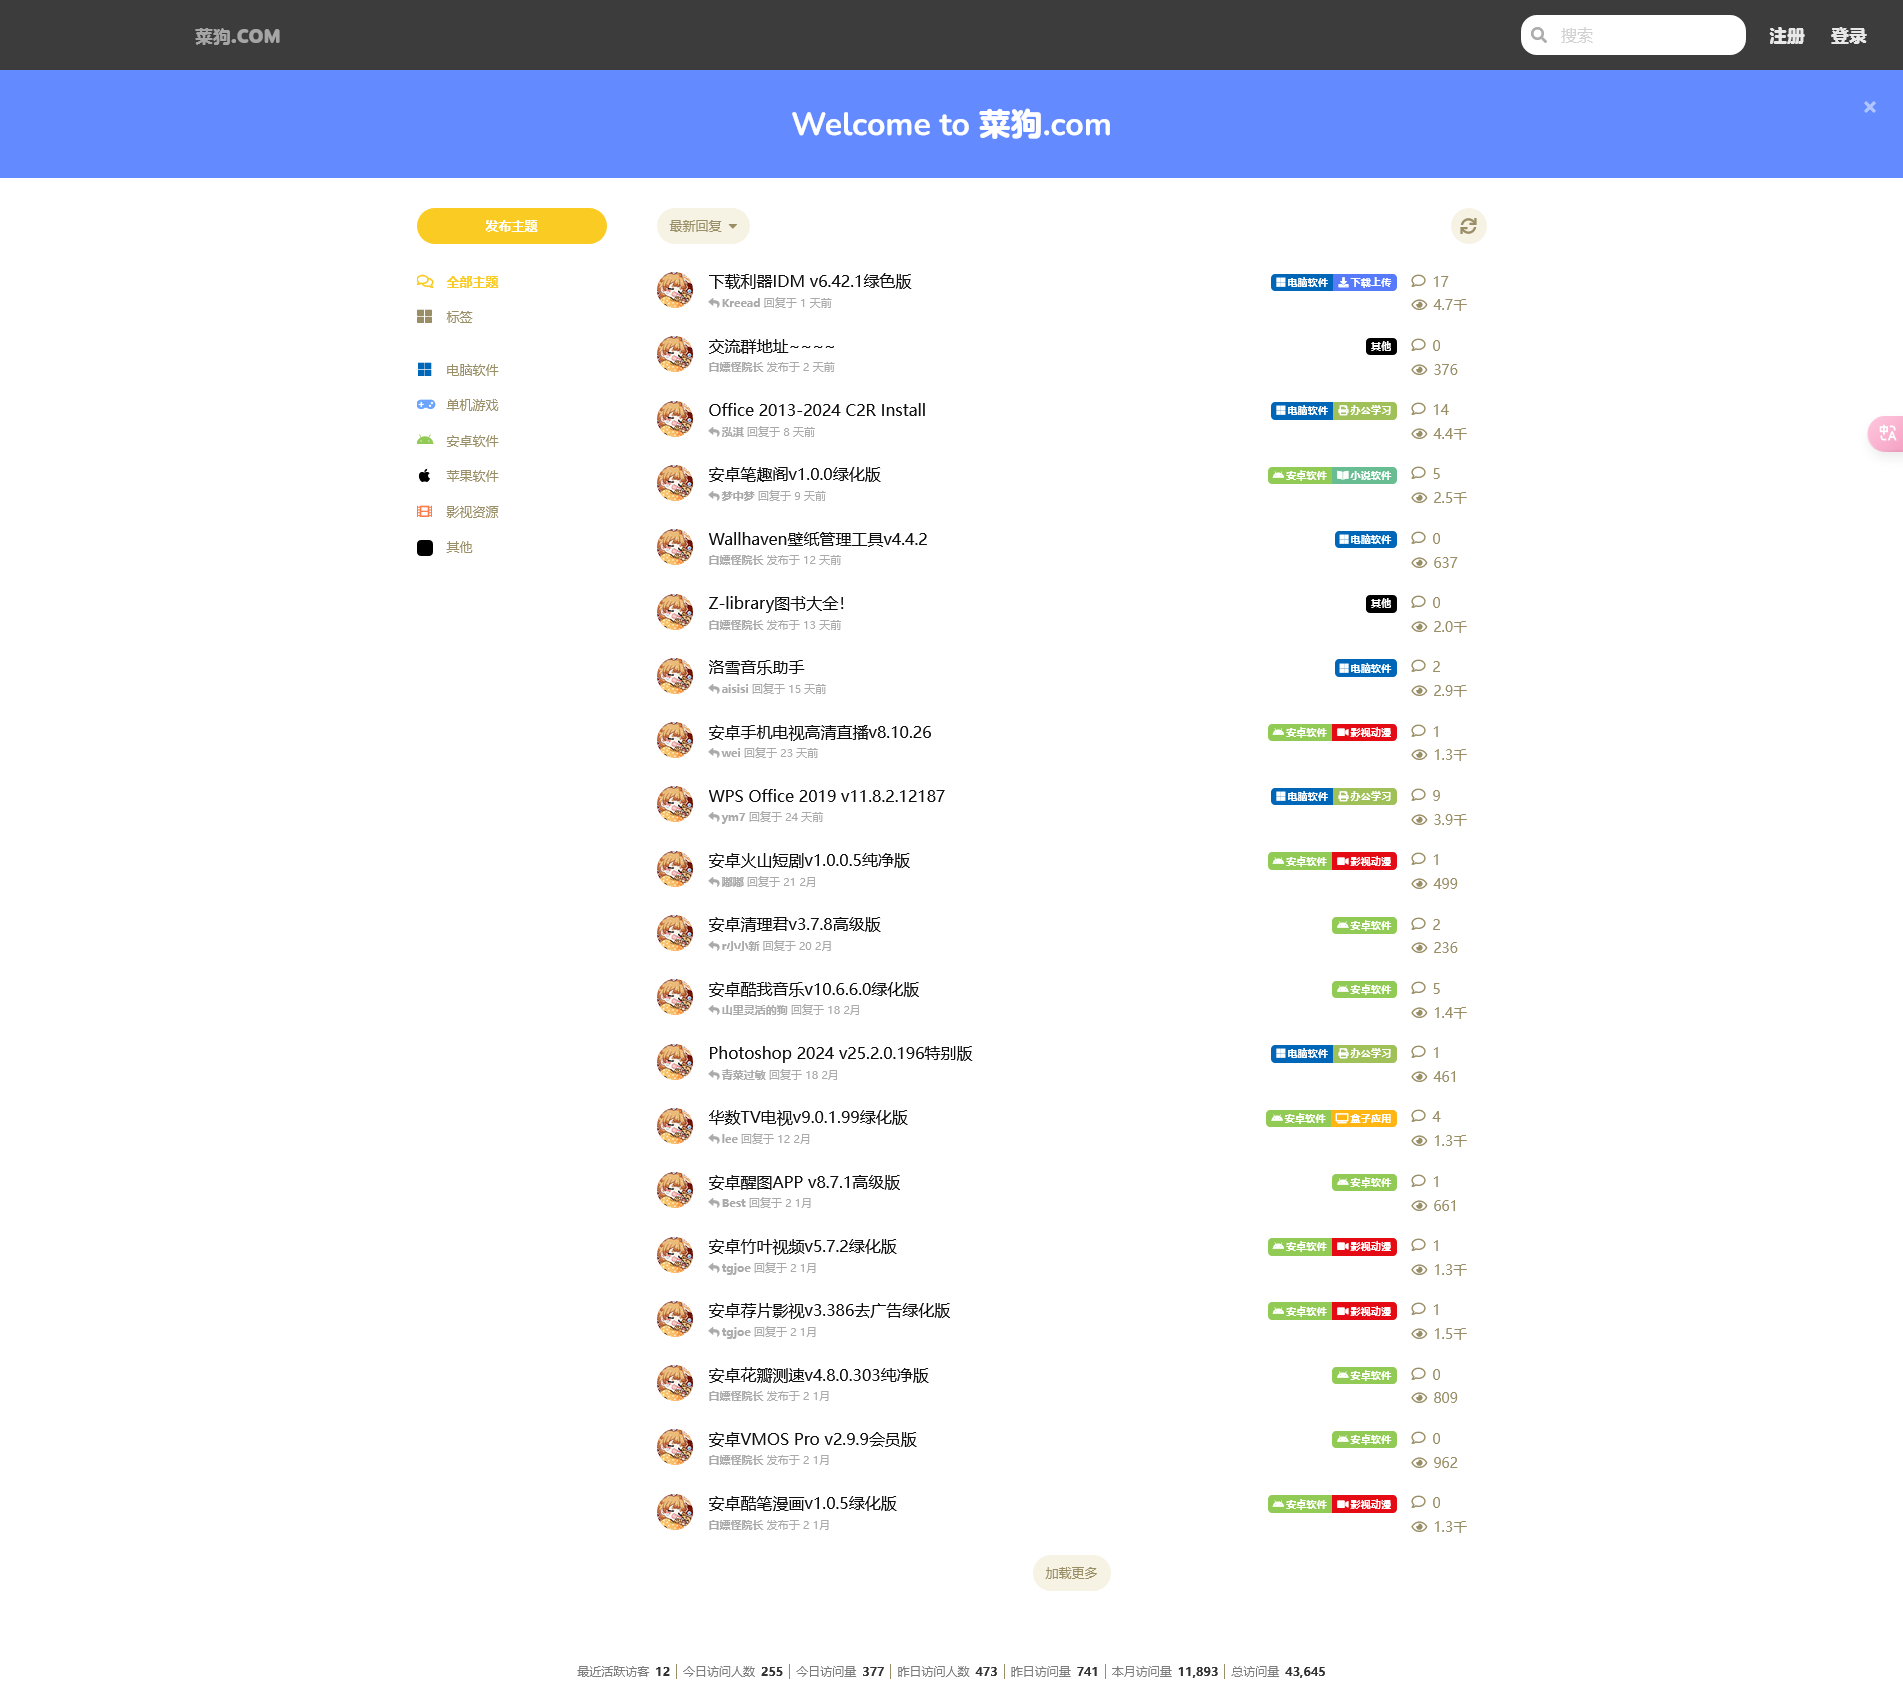 菜狗.COM
搜索
注册
登录
Welcome to 菜狗.com
发布主题
全部主题
标签
电脑软件
单机游戏
安卓软件
苹果软件
影视资源
其他
最新回复
下载利器IDM v6.42.1绿色版
Kreead 回复于 1 天前
电脑软件 下载上传
17
4.7千
交流群地址~~~~
白嫖怪院长 发布于 2 天前
其他
0
376
Office 2013-2024 C2R Install
泓淇 回复于 8 天前
电脑软件 办公学习
14
4.4千
安卓笔趣阁v1.0.0绿化版
梦中梦 回复于 9 天前
安卓软件 小说软件
5
2.5千
Wallhaven壁纸管理工具v4.4.2
白嫖怪院长 发布于 12 天前
电脑软件
0
637
Z-library图书大全!
白嫖怪院长 发布于 13 天前
其他
0
2.0千
洛雪音乐助手
aisisi 回复于 15 天前
电脑软件
2
2.9千
安卓手机电视高清直播v8.10.26
wei 回复于 23 天前
安卓软件 影视动漫
1
1.3千
WPS Office 2019 v11.8.2.12187
ym7 回复于 24 天前
电脑软件 办公学习
9
3.9千
安卓火山短剧v1.0.0.5纯净版
嘟嘟 回复于 21 2月
安卓软件 影视动漫
1
499
安卓清理君v3.7.8高级版
r小小新 回复于 20 2月
安卓软件
2
236
安卓酷我音乐v10.6.6.0绿化版
山里灵活的狗 回复于 18 2月
安卓软件
5
1.4千
Photoshop 2024 v25.2.0.196特别版
青菜过敏 回复于 18 2月
电脑软件 办公学习
1
461
华数TV电视v9.0.1.99绿化版
lee 回复于 12 2月
安卓软件 盒子应用
4
1.3千
安卓醒图APP v8.7.1高级版
Best 回复于 2 1月
安卓软件
1
661
安卓竹叶视频v5.7.2绿化版
tgjoe 回复于 2 1月
安卓软件 影视动漫
1
1.3千
安卓荐片影视v3.386去广告绿化版
tgjoe 回复于 2 1月
安卓软件 影视动漫
1
1.5千
安卓花瓣测速v4.8.0.303纯净版
白嫖怪院长 发布于 2 1月
安卓软件
0
809
安卓VMOS Pro v2.9.9会员版
白嫖怪院长 发布于 2 1月
安卓软件
0
962
安卓酷笔漫画v1.0.5绿化版
白嫖怪院长 发布于 2 1月
安卓软件 影视动漫
0
1.3千
加载更多
最近活跃访客 12 | 今日访问人数 255 | 今日访问量 377 | 昨日访问人数 473 | 昨日访问量 741 | 本月访问量 11,893 | 总访问量 43,645